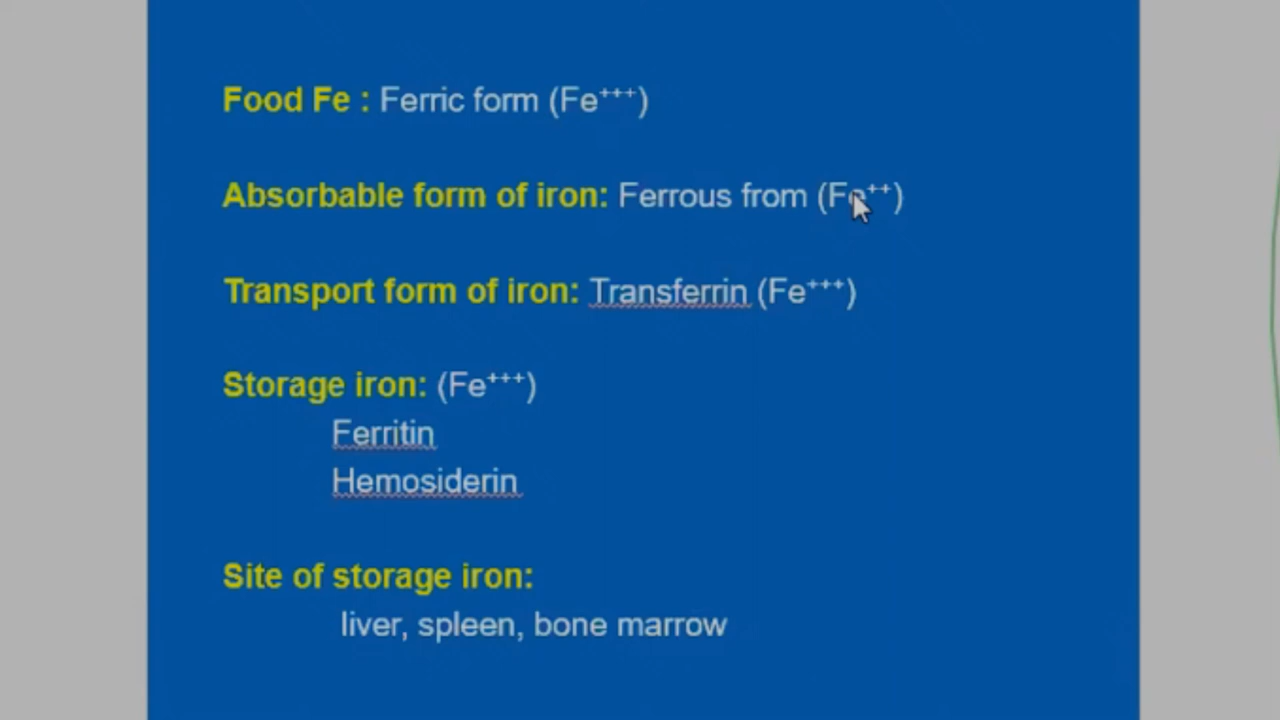 Food Fe : Ferric form (Fe⁺⁺⁺)
Absorbable form of iron: Ferrous from (Fe⁺⁺)
Transport form of iron: Transferrin (Fe⁺⁺⁺)
Storage iron: (Fe⁺⁺⁺)
Ferritin
Hemosiderin
Site of storage iron:
liver, spleen, bone marrow